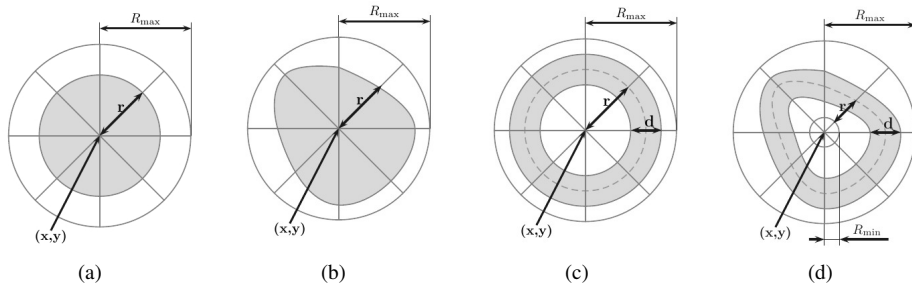 R_max
r
(x,y)
(a)
R_max
r
(x,y)
(b)
R_max
r
d
(x,y)
(c)
R_max
r
d
(x,y)
R_min
(d)